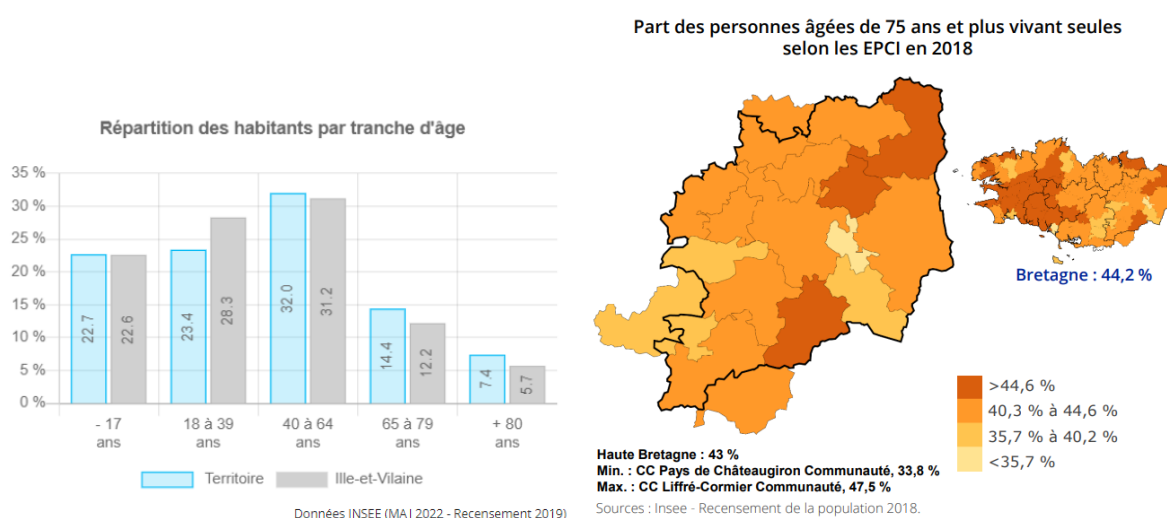 Répartition des habitants par tranche d'âge
35 %
30 %
25 %
20 %
15 %
10 %
5 %
0 %
22.7
22.6
23.4
28.3
32.0
31.2
14.4
12.2
7.4
5.7
- 17
ans
18 à 39
ans
40 à 64
ans
65 à 79
ans
+ 80
ans
Territoire
Ille-et-Vilaine
Données INSEE (MAJ 2022 - Recensement 2019)
Part des personnes âgées de 75 ans et plus vivant seules
selon les EPCI en 2018
Bretagne : 44,2 %
>44,6 %
40,3 % à 44,6 %
35,7 % à 40,2 %
<35,7 %
Haute Bretagne : 43 %
Min. : CC Pays de Châteaugiron Communauté, 33,8 %
Max. : CC Liffré-Cormier Communauté, 47,5 %
Sources : Insee - Recensement de la population 2018.